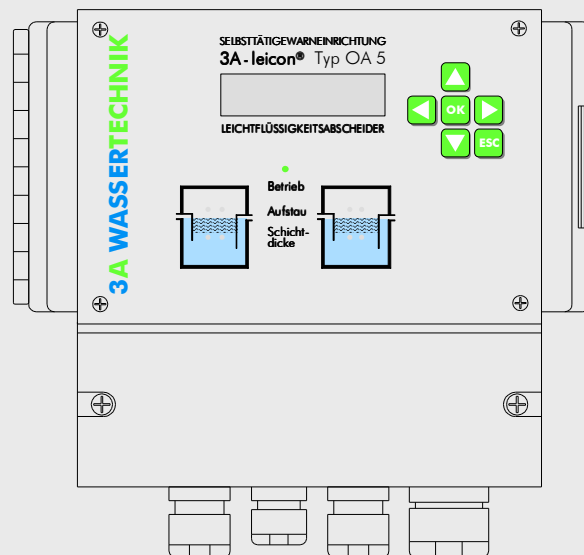 SELBSTTÄTIGEWARNEINRICHTUNG
3A-leicon® Typ OA 5
LEICHTFLÜSSIGKEITSABSCHEIDER
OK
ESC
Betrieb
Aufstau
Schicht-
dicke
3A WASSERTECHNIK